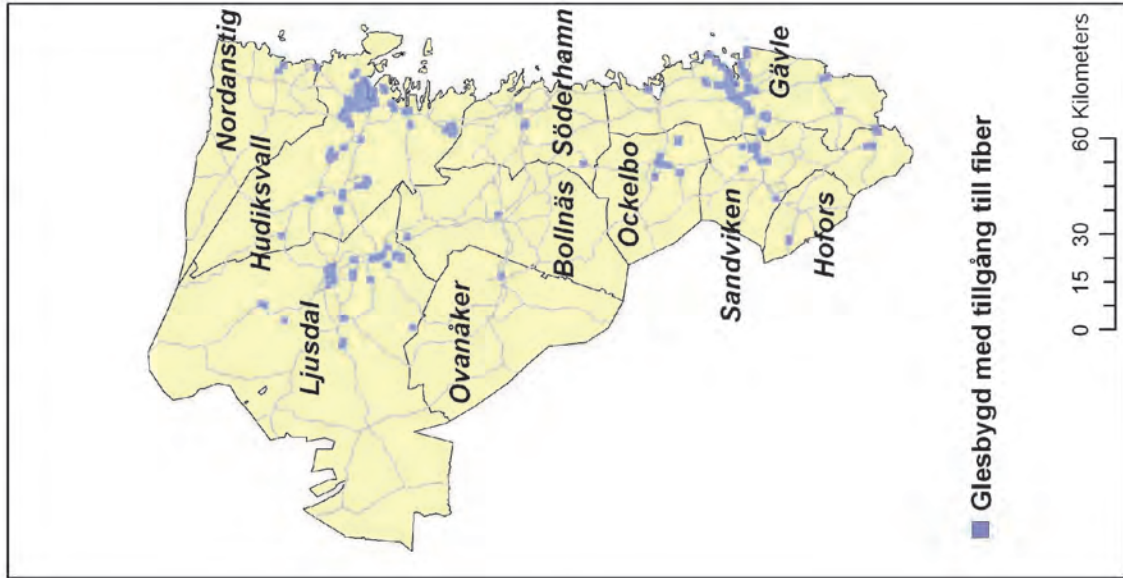 Nordanstig
Hudiksvall
Ljusdal
Ovanåker
Bollnäs
Söderhamn
Ockelbo
Sandviken
Gävle
Hofors
Glesbygd med tillgång till fiber
0 15 30 60 Kilometers